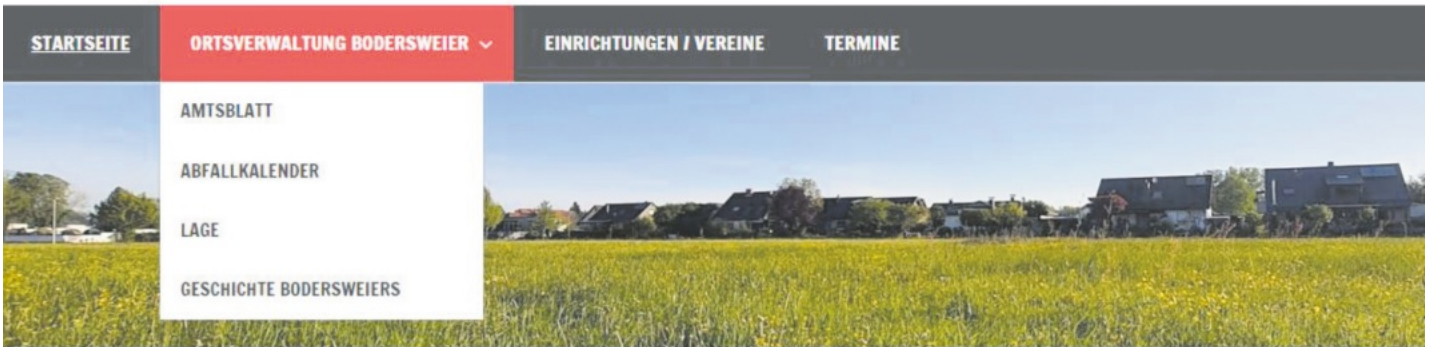 STARTSEITE
ORTSVERWALTUNG BODERSWEIER
EINRICHTUNGEN / VEREINE
TERMINE
AMTSBLATT
ABFALLKALENDER
LAGE
GESCHICHTE BODERSWEIERS